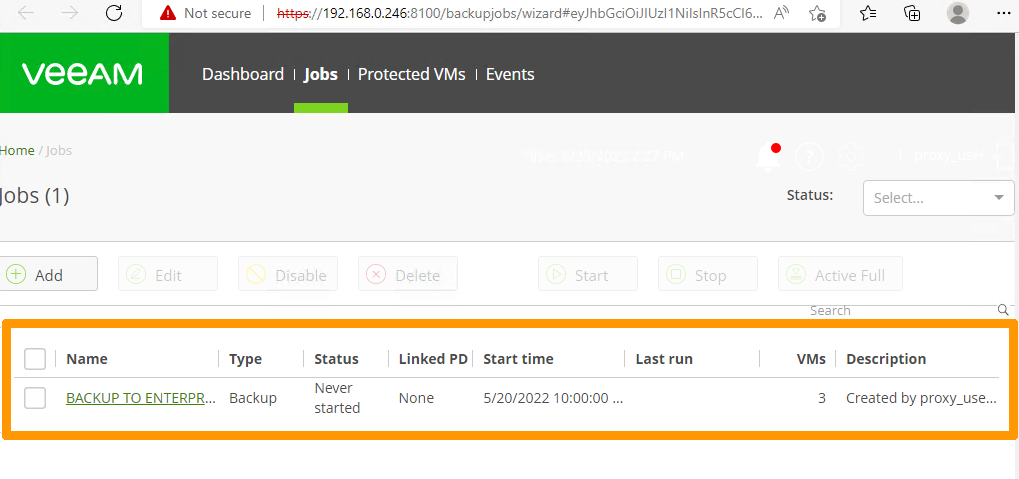 Not secure https://192.168.0.246:8100/backupjobs/wizard#eyJhbGciOiJIUzI1NiIsInR5cCI6...
veeam Dashboard Jobs Protected VMs Events
Home / Jobs
proxy_user
Jobs (1)
Status: Select...
Add Edit Disable Delete Start Stop Active Full
Search
Name Type Status Linked PD Start time Last run VMs Description
BACKUP TO ENTERPR... Backup Never started None 5/20/2022 10:00:00 ... 3 Created by proxy_use...